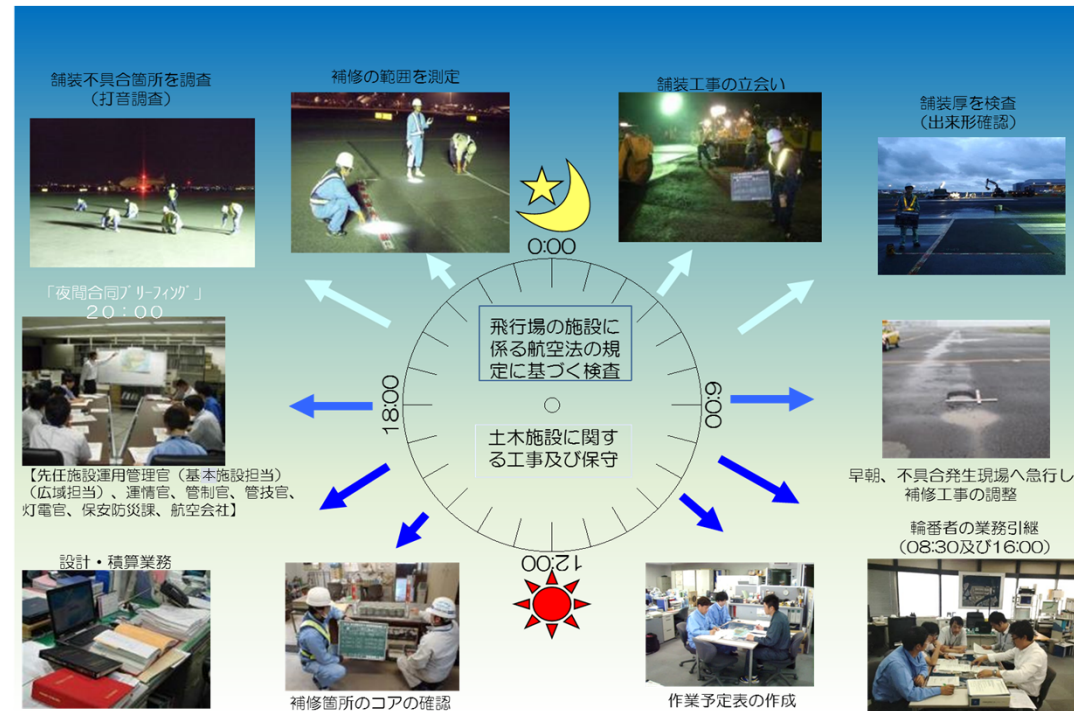 舗装不具合箇所を調査
（打音調査）
補修の範囲を測定
舗装工事の立会い
舗装厚を検査
（出来形確認）
0:00
「夜間合同ﾌﾞﾘｰﾌｨﾝｸﾞ」
２０：００
飛行場の施設に
係る航空法の規
定に基づく検査
18:00
6:00
土木施設に関す
る工事及び保守
【先任施設運用管理官（基本施設担当）
（広域担当）、運情官、管制官、管技官、
灯電官、保安防災課、航空会社】
早朝、不具合発生現場へ急行し
補修工事の調整
設計・積算業務
12:00
輪番者の業務引継
（08:30及び16:00）
補修箇所のコアの確認
作業予定表の作成